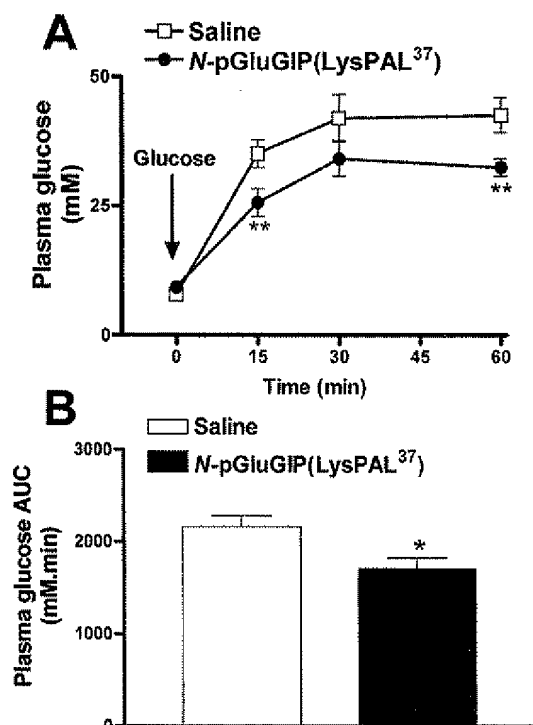 A
Saline
N-pGluGIP(LysPAL³⁷)
50
25
0
Plasma glucose
(mM)
Glucose
**
**
0 15 30 45 60
Time (min)
B
Saline
N-pGluGIP(LysPAL³⁷)
3000
2000
1000
0
Plasma glucose AUC
(mM.min)
*